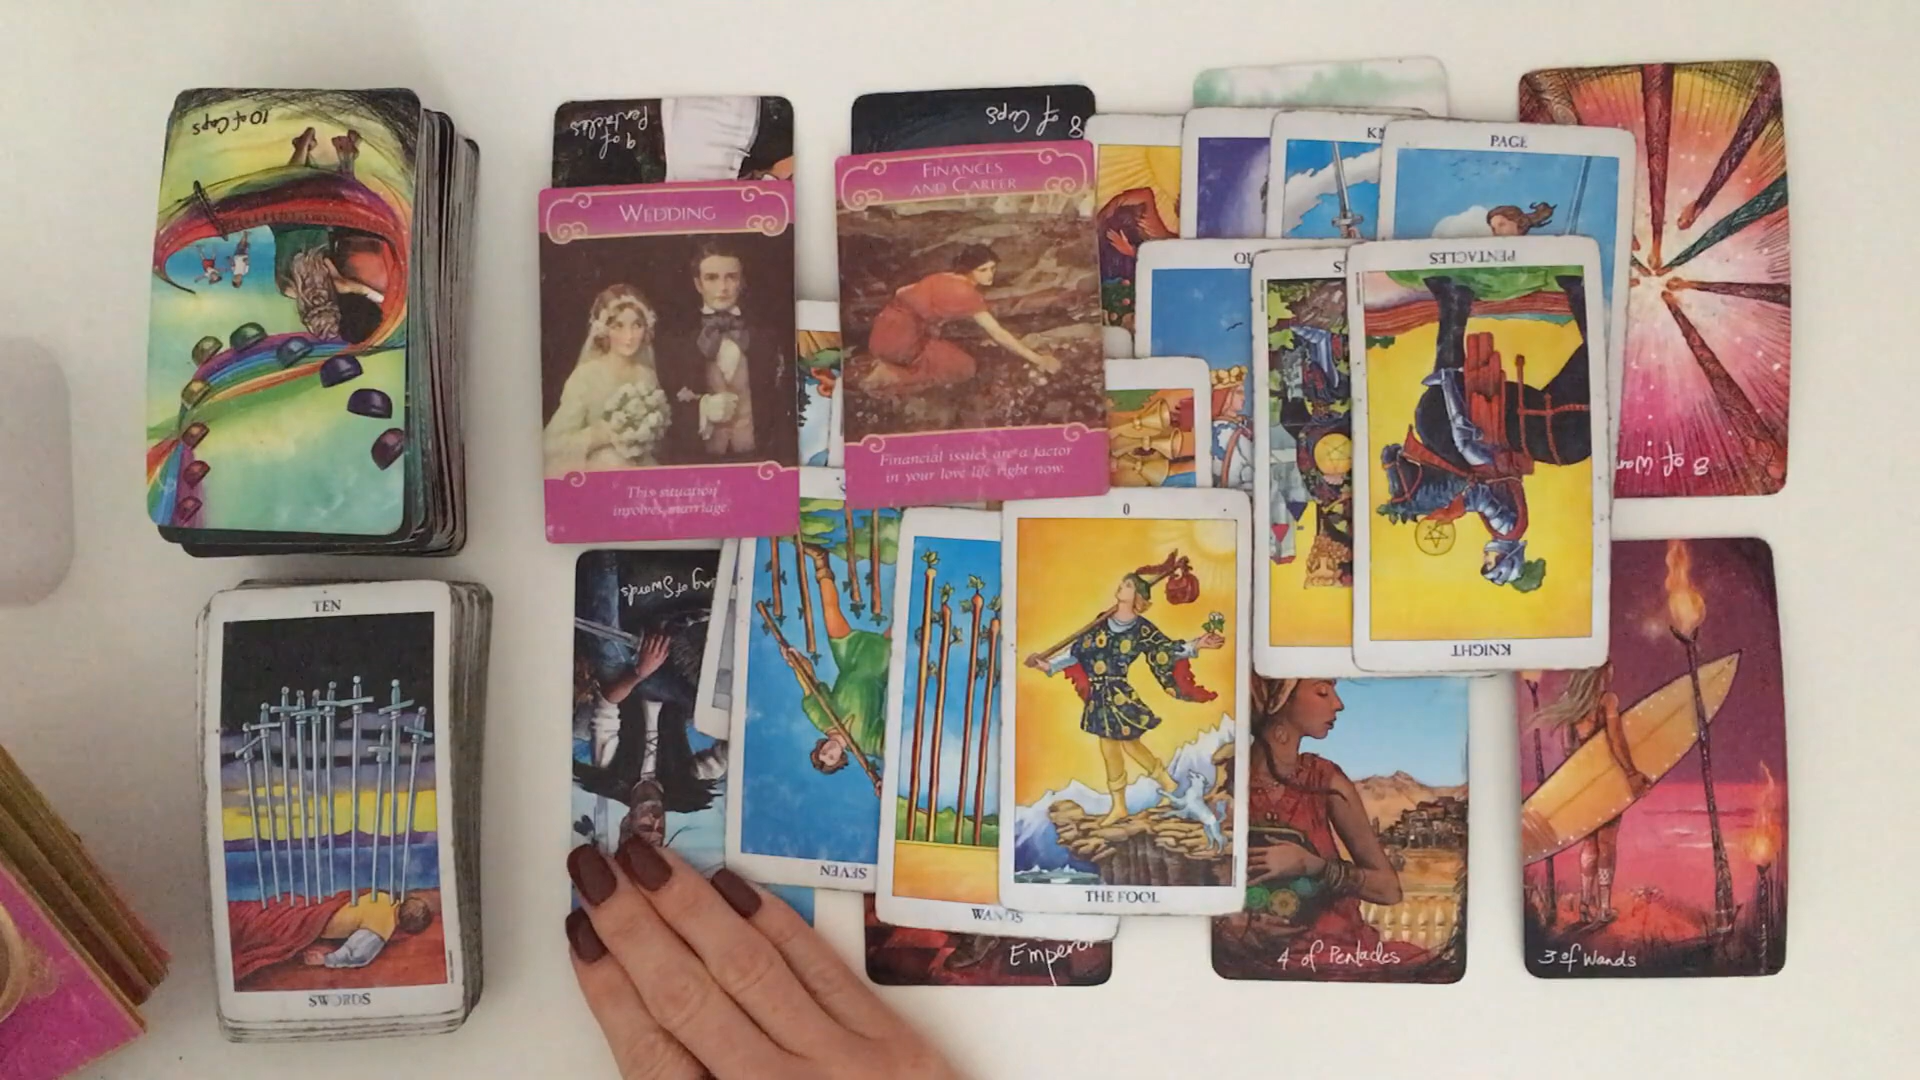 10 of Cups
9 of
Pentacles
8 of Cups
WEDDING
This situation
involves marriage.
FINANCES
AND CAREER
Financial issues are a factor
in your love life right now.
PAGE
PENTACLES
KNIGHT
8 of
TEN
SWORDS
of Swords
SEVEN
WANDS
0
THE FOOL
Emperor
4 of Pentacles
3 of Wands